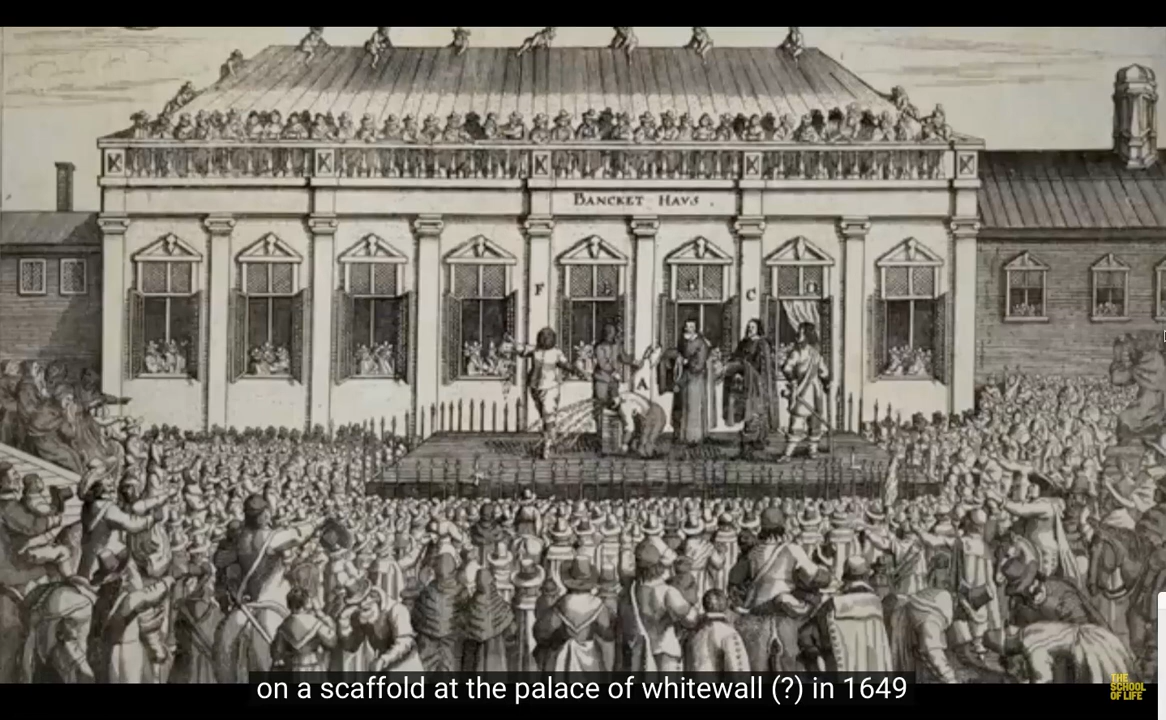 K K K K K
BANCKET HAVS.
F E D C G
A
on a scaffold at the palace of whitewall (?) in 1649
THE
SCHOOL
OF LIFE